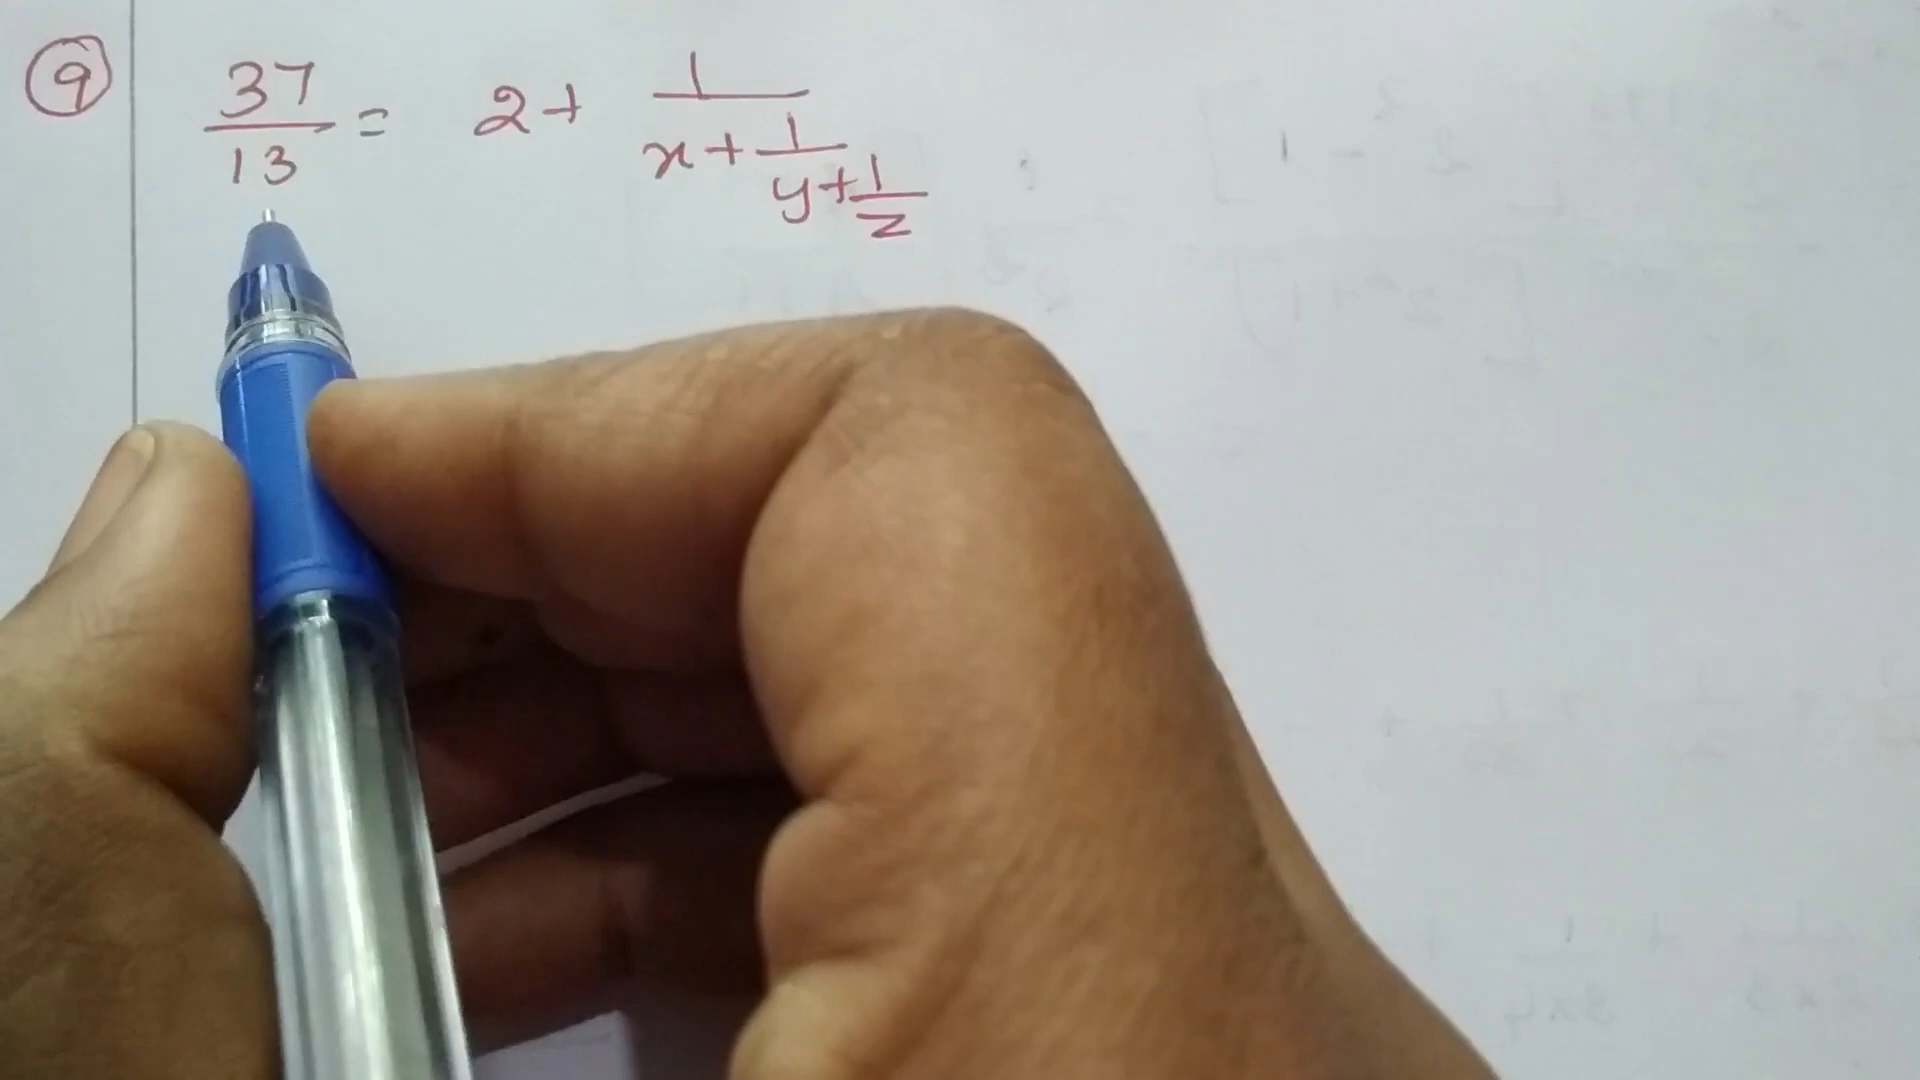 9 37/13 = 2 + 1/(x + 1/(y + 1/z))